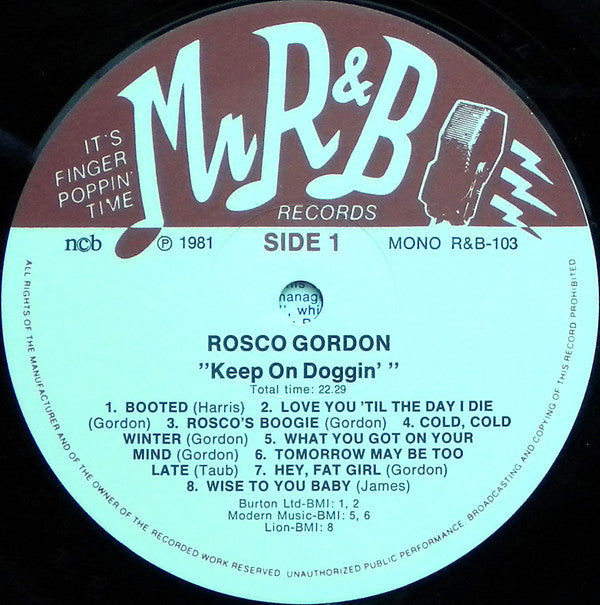 IT'S
FINGER
POPPIN'
TIME
Mr R&B
RECORDS
ncb
℗ 1981
SIDE 1
MONO R&B-103
manag
", whi
ROSCO GORDON
"Keep On Doggin' "
Total time: 22.29
1. BOOTED (Harris) 2. LOVE YOU 'TIL THE DAY I DIE
(Gordon) 3. ROSCO'S BOOGIE (Gordon) 4. COLD, COLD
WINTER (Gordon) 5. WHAT YOU GOT ON YOUR
MIND (Gordon) 6. TOMORROW MAY BE TOO
LATE (Taub) 7. HEY, FAT GIRL (Gordon)
8. WISE TO YOU BABY (James)
Burton Ltd-BMI: 1, 2
Modern Music-BMI: 5, 6
Lion-BMI: 8
ALL RIGHTS OF THE MANUFACTURER AND OF THE OWNER OF THE RECORDED WORK RESERVED UNAUTHORIZED PUBLIC PERFORMANCE, BROADCASTING AND COPYING OF THIS RECORD PROHIBITED